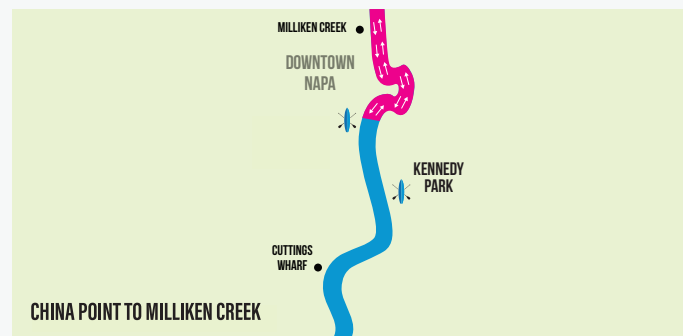 MILLIKEN CREEK
DOWNTOWN
NAPA
KENNEDY
PARK
CUTTINGS
WHARF
CHINA POINT TO MILLIKEN CREEK